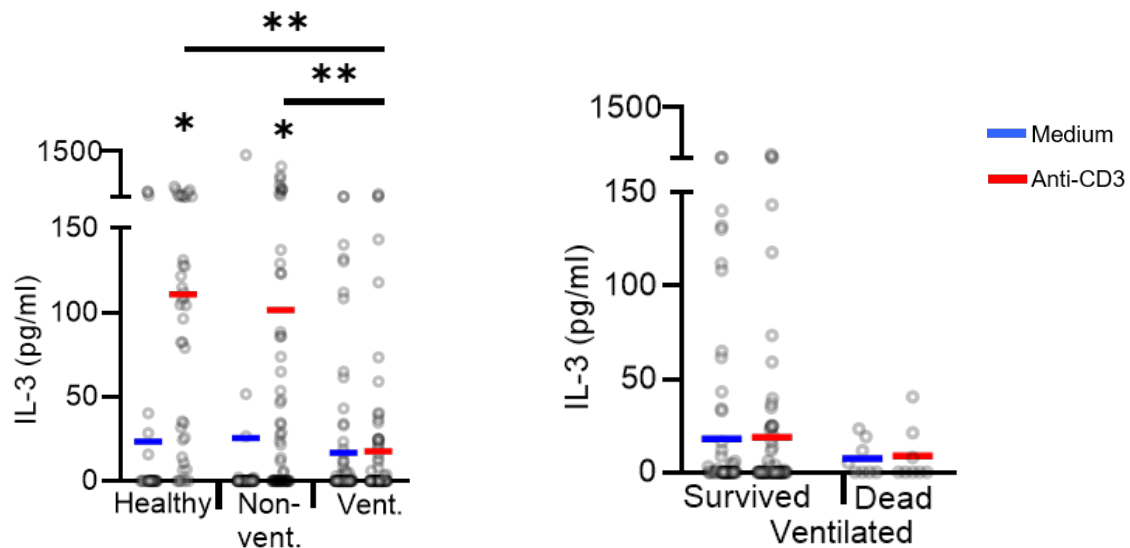 **
**
*
*
1500
150
100
50
0
IL-3 (pg/ml)
Healthy
Non-
vent.
Vent.
1500
150
100
50
0
IL-3 (pg/ml)
Survived
Dead
Ventilated
Medium
Anti-CD3